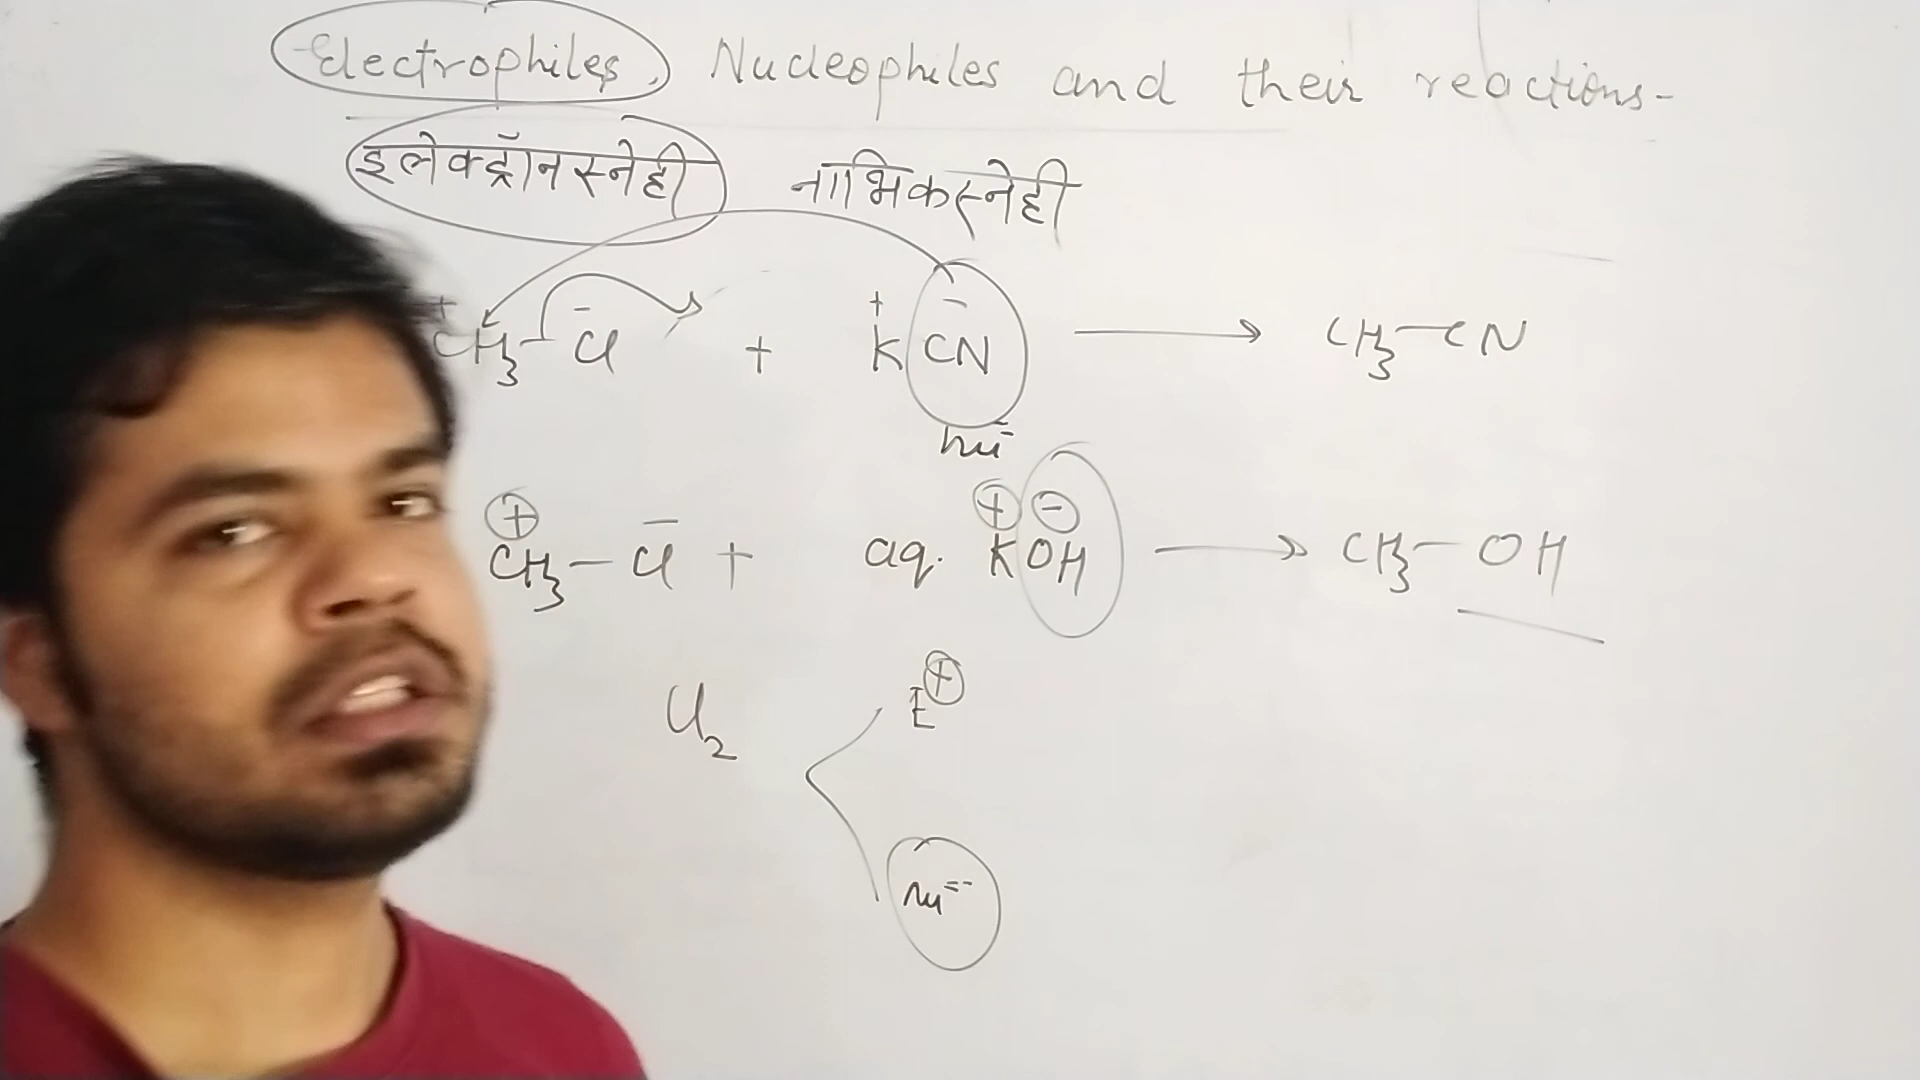 Electrophiles, Nucleophiles and their reactions-
इलेक्ट्रॉनस्नेही नाभिकस्नेही
+ - + -
CH3-Cl + KCN → CH3-CN
nu-
+ - + -
CH3-Cl + aq. KOH → CH3-OH
Cl2 E+
nu-